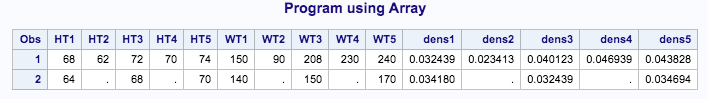 Program using Array
Obs HT1 HT2 HT3 HT4 HT5 WT1 WT2 WT3 WT4 WT5 dens1 dens2 dens3 dens4 dens5
1 68 62 72 70 74 150 90 208 230 240 0.032439 0.023413 0.040123 0.046939 0.043828
2 64 . 68 . 70 140 . 150 . 170 0.034180 . 0.032439 . 0.034694